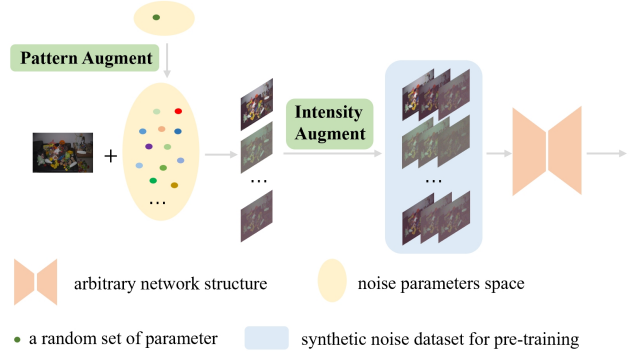 Pattern Augment
Intensity
Augment
+
...
...
...
arbitrary network structure
noise parameters space
a random set of parameter
synthetic noise dataset for pre-training